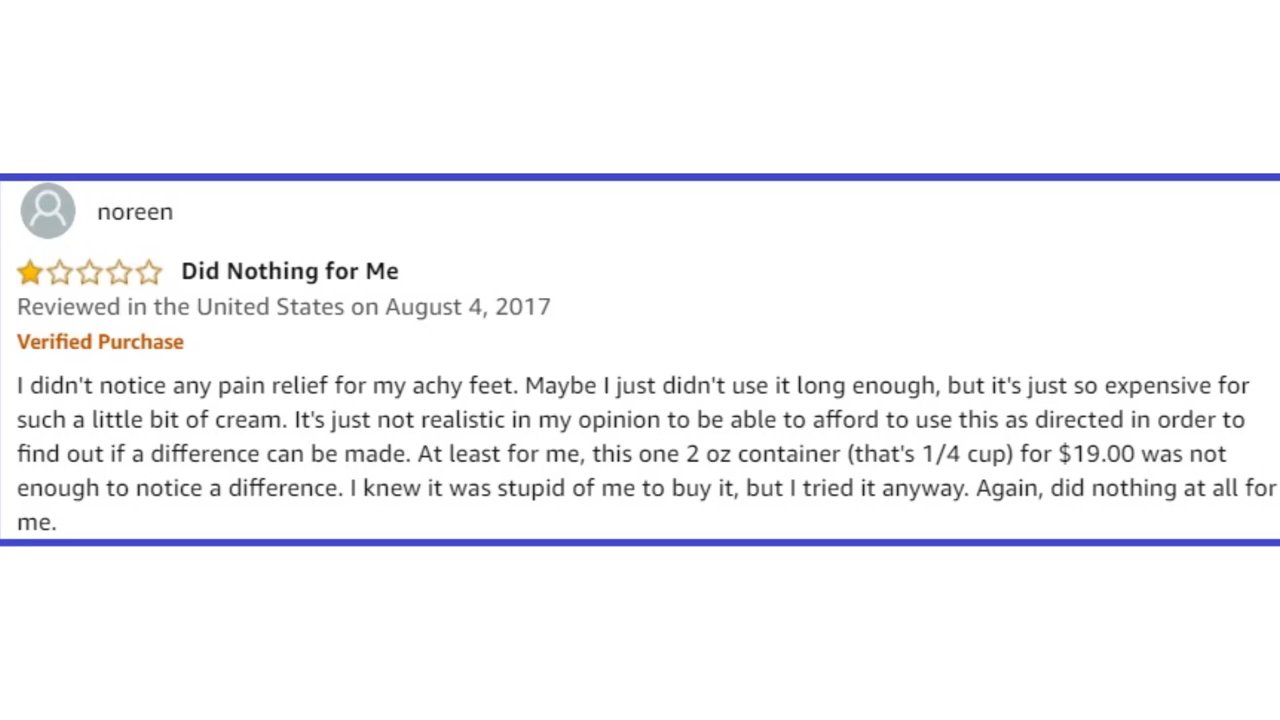 noreen
Did Nothing for Me
Reviewed in the United States on August 4, 2017
Verified Purchase
I didn't notice any pain relief for my achy feet. Maybe I just didn't use it long enough, but it's just so expensive for
such a little bit of cream. It's just not realistic in my opinion to be able to afford to use this as directed in order to
find out if a difference can be made. At least for me, this one 2 oz container (that's 1/4 cup) for $19.00 was not
enough to notice a difference. I knew it was stupid of me to buy it, but I tried it anyway. Again, did nothing at all for
me.